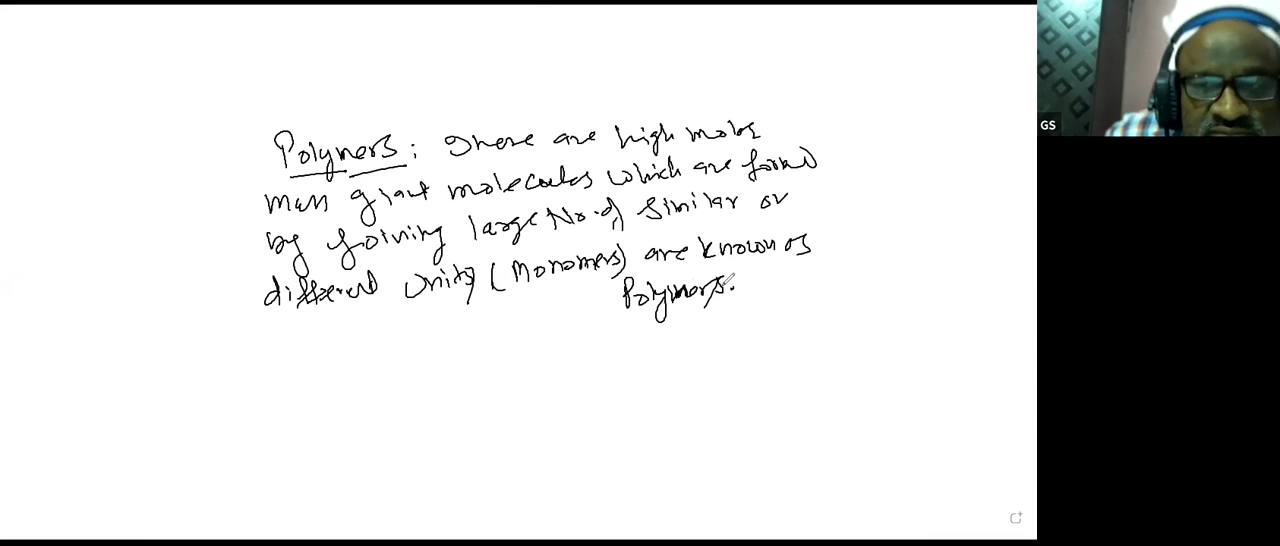 Polymers : These are high molar
mass giant molecules which are formed
by joining large No. of similar or
different units (Monomers) are known as
Polymers.
GS